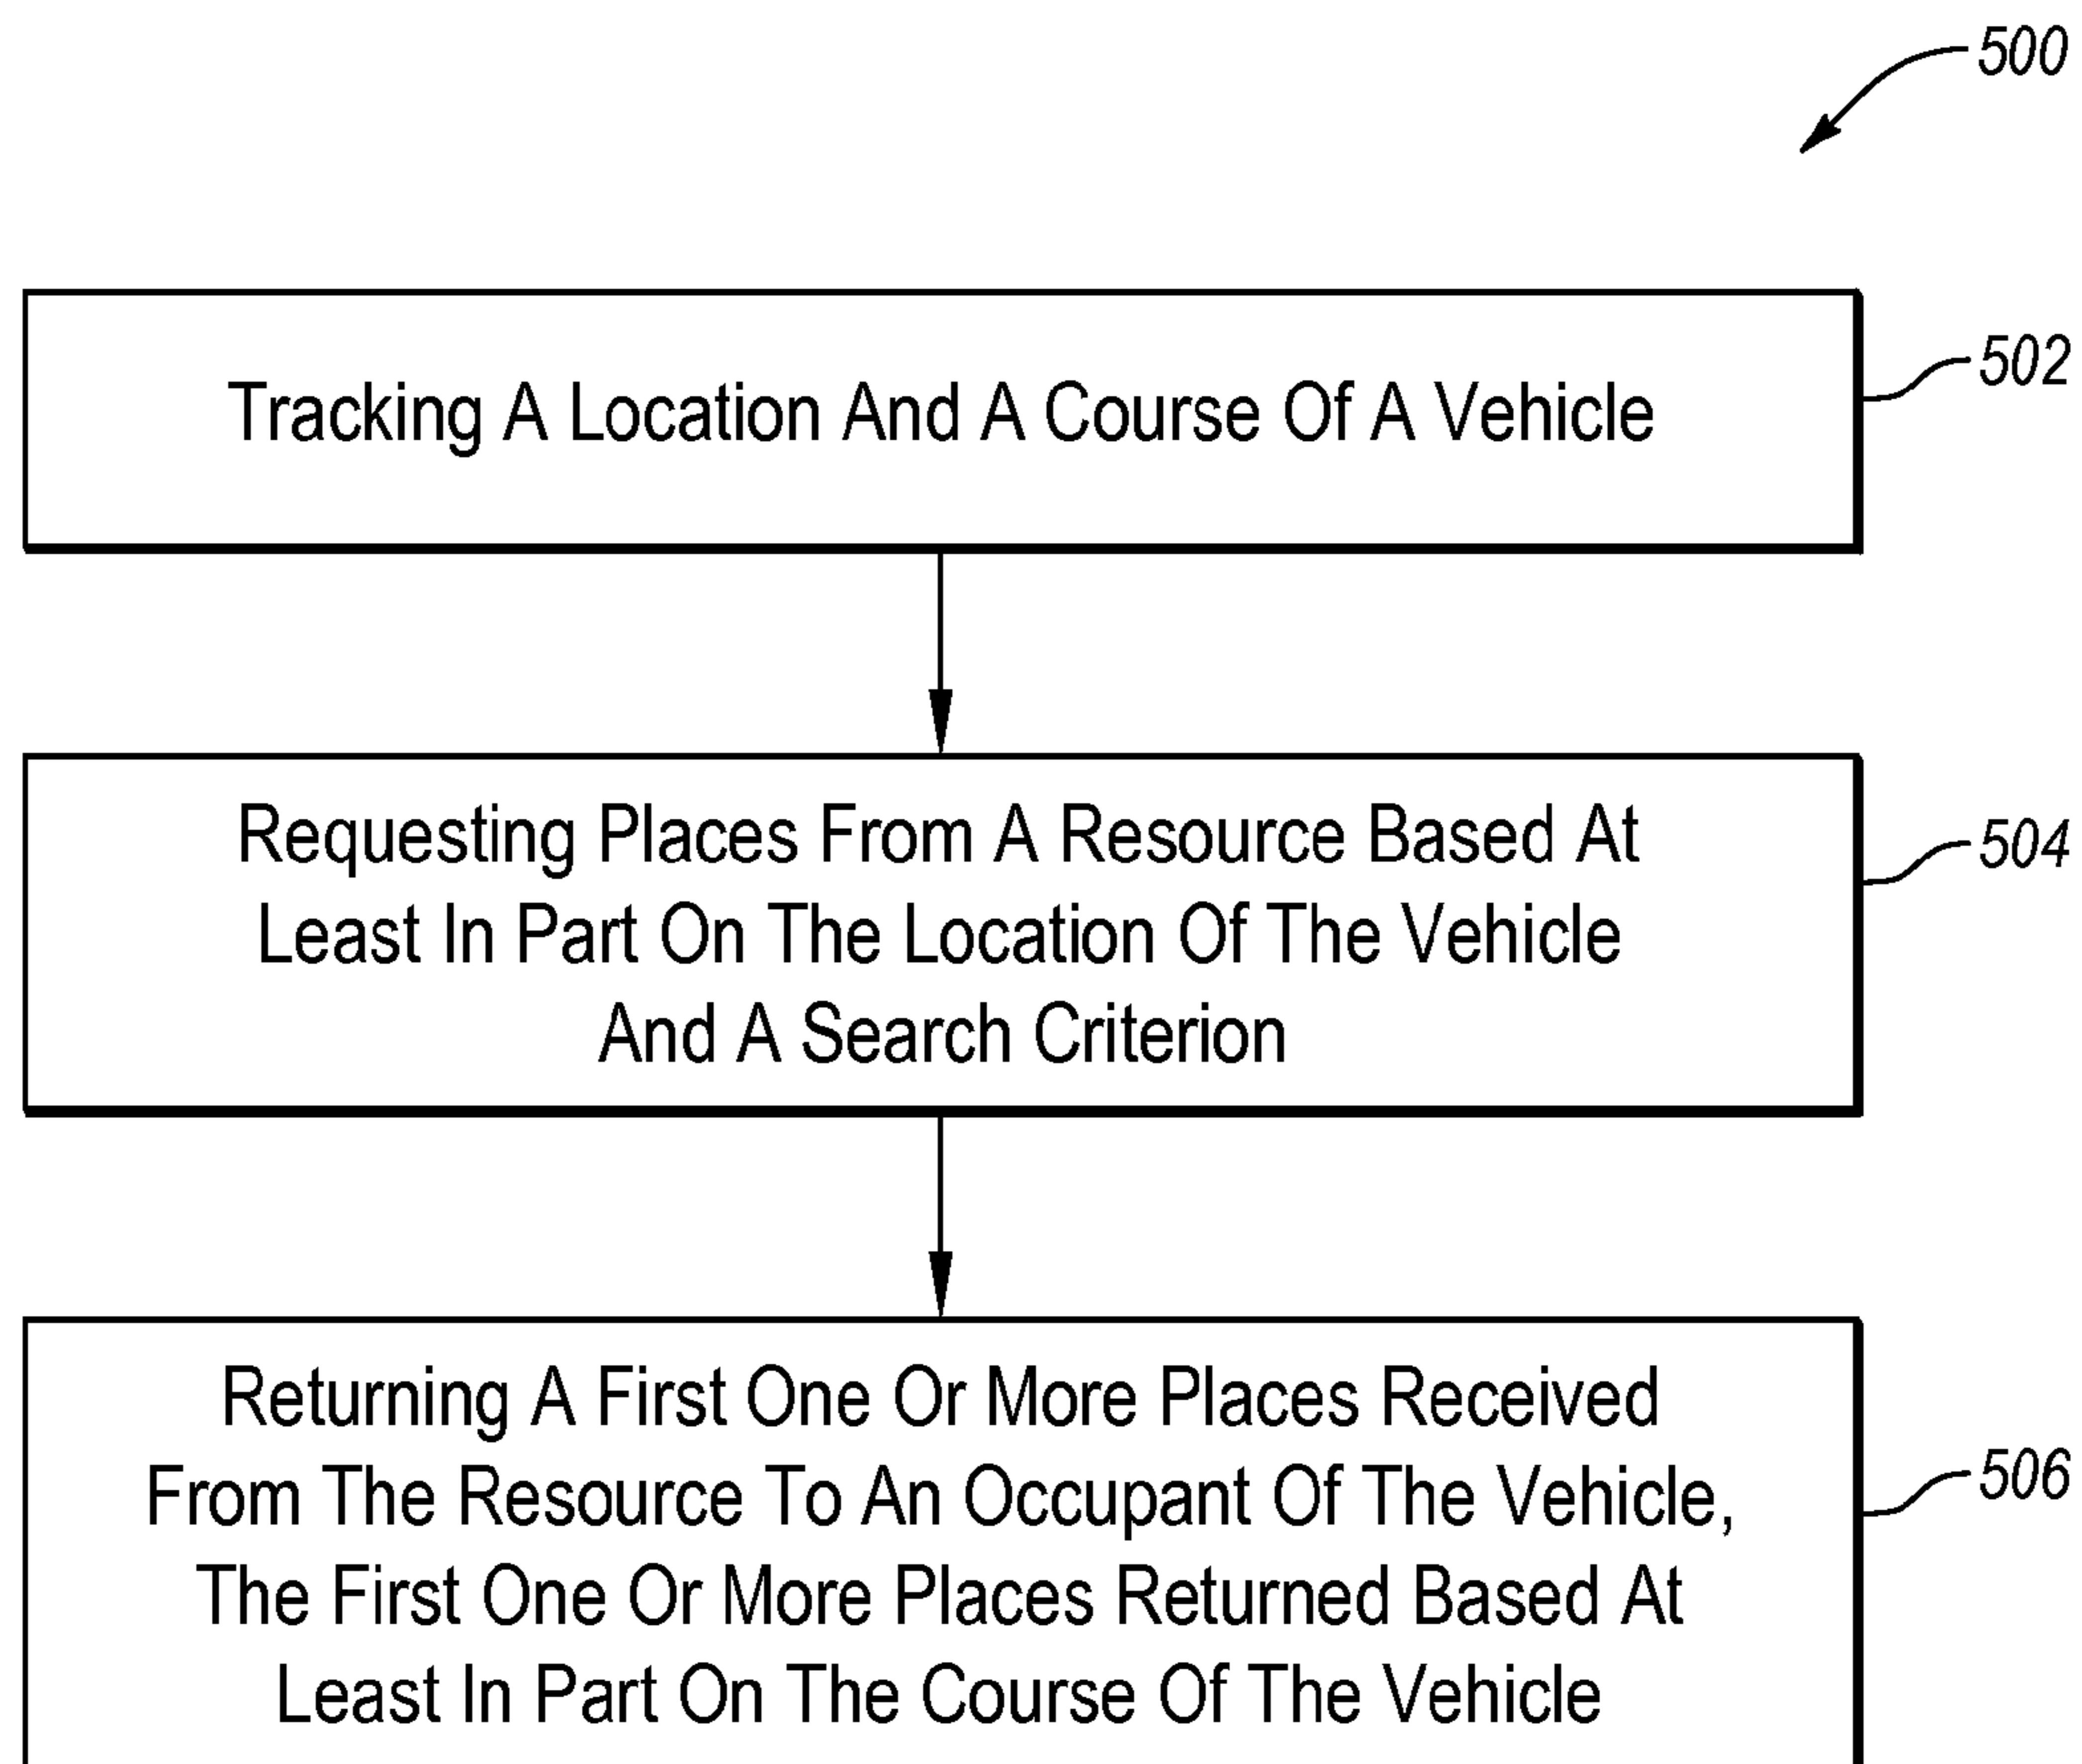 500
Tracking A Location And A Course Of A Vehicle
502
Requesting Places From A Resource Based At
Least In Part On The Location Of The Vehicle
And A Search Criterion
504
Returning A First One Or More Places Received
From The Resource To An Occupant Of The Vehicle,
The First One Or More Places Returned Based At
Least In Part On The Course Of The Vehicle
506